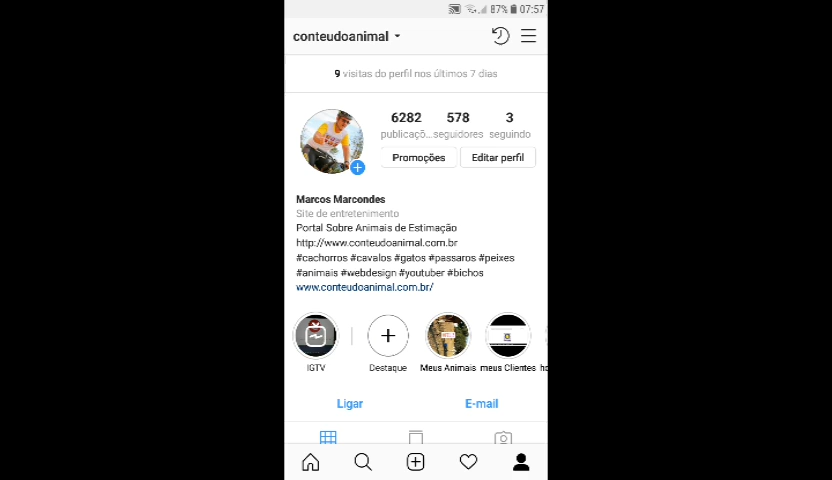 87% 07:57
conteudoanimal
9 visitas do perfil nos últimos 7 dias
6282 578 3
publicaçõ... seguidores seguindo
Promoções Editar perfil
Marcos Marcondes
Site de entretenimento
Portal Sobre Animais de Estimação
http://www.conteudoanimal.com.br
#cachorros #cavalos #gatos #passaros #peixes
#animais #webdesign #youtuber #bichos
www.conteudoanimal.com.br/
IGTV Destaque Meus Animais meus Clientes
Ligar E-mail